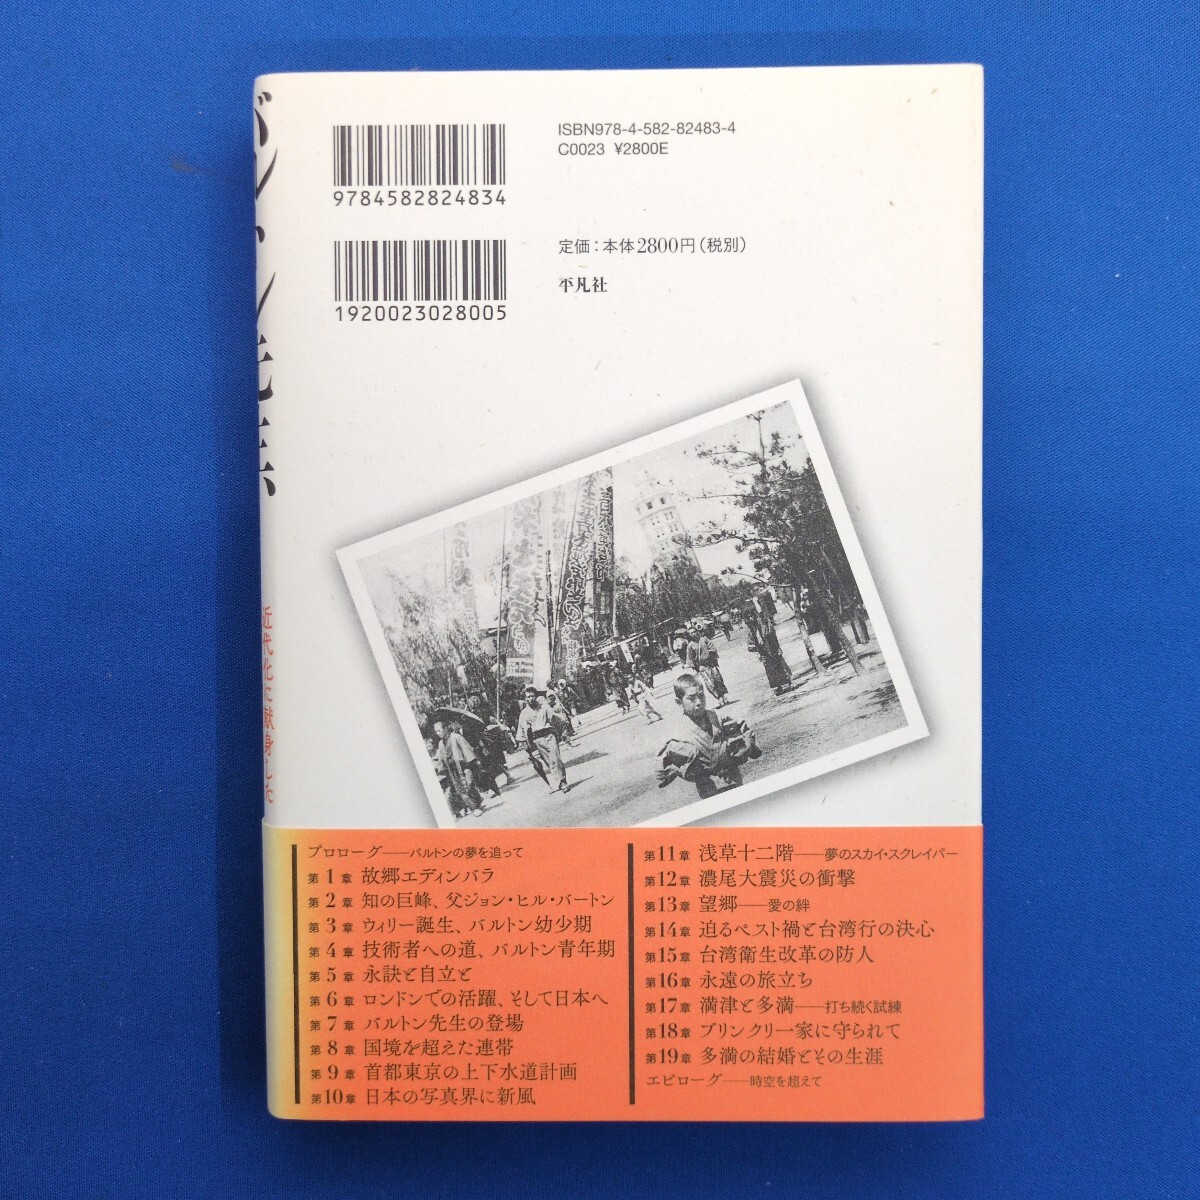 バルトン先生
近代化に献身した
ISBN978-4-582-82483-4
C0023 ¥2800E
9784582824834
定価：本体2800円（税別）
平凡社
1920023028005
プロローグ——バルトンの夢を追って
第1章 故郷エディンバラ
第2章 知の巨峰、父ジョン・ヒル・バートン
第3章 ウィリー誕生、バルトン幼少期
第4章 技術者への道、バルトン青年期
第5章 永訣と自立と
第6章 ロンドンでの活躍、そして日本へ
第7章 バルトン先生の登場
第8章 国境を超えた連帯
第9章 首都東京の上下水道計画
第10章 日本の写真界に新風
第11章 浅草十二階——夢のスカイ・スクレイパー
第12章 濃尾大震災の衝撃
第13章 望郷——愛の絆
第14章 迫るペスト禍と台湾行の決心
第15章 台湾衛生改革の防人
第16章 永遠の旅立ち
第17章 満津と多満——打ち続く試練
第18章 ブリンクリー家に守られて
第19章 多満の結婚とその生涯
エピローグ——時空を超えて